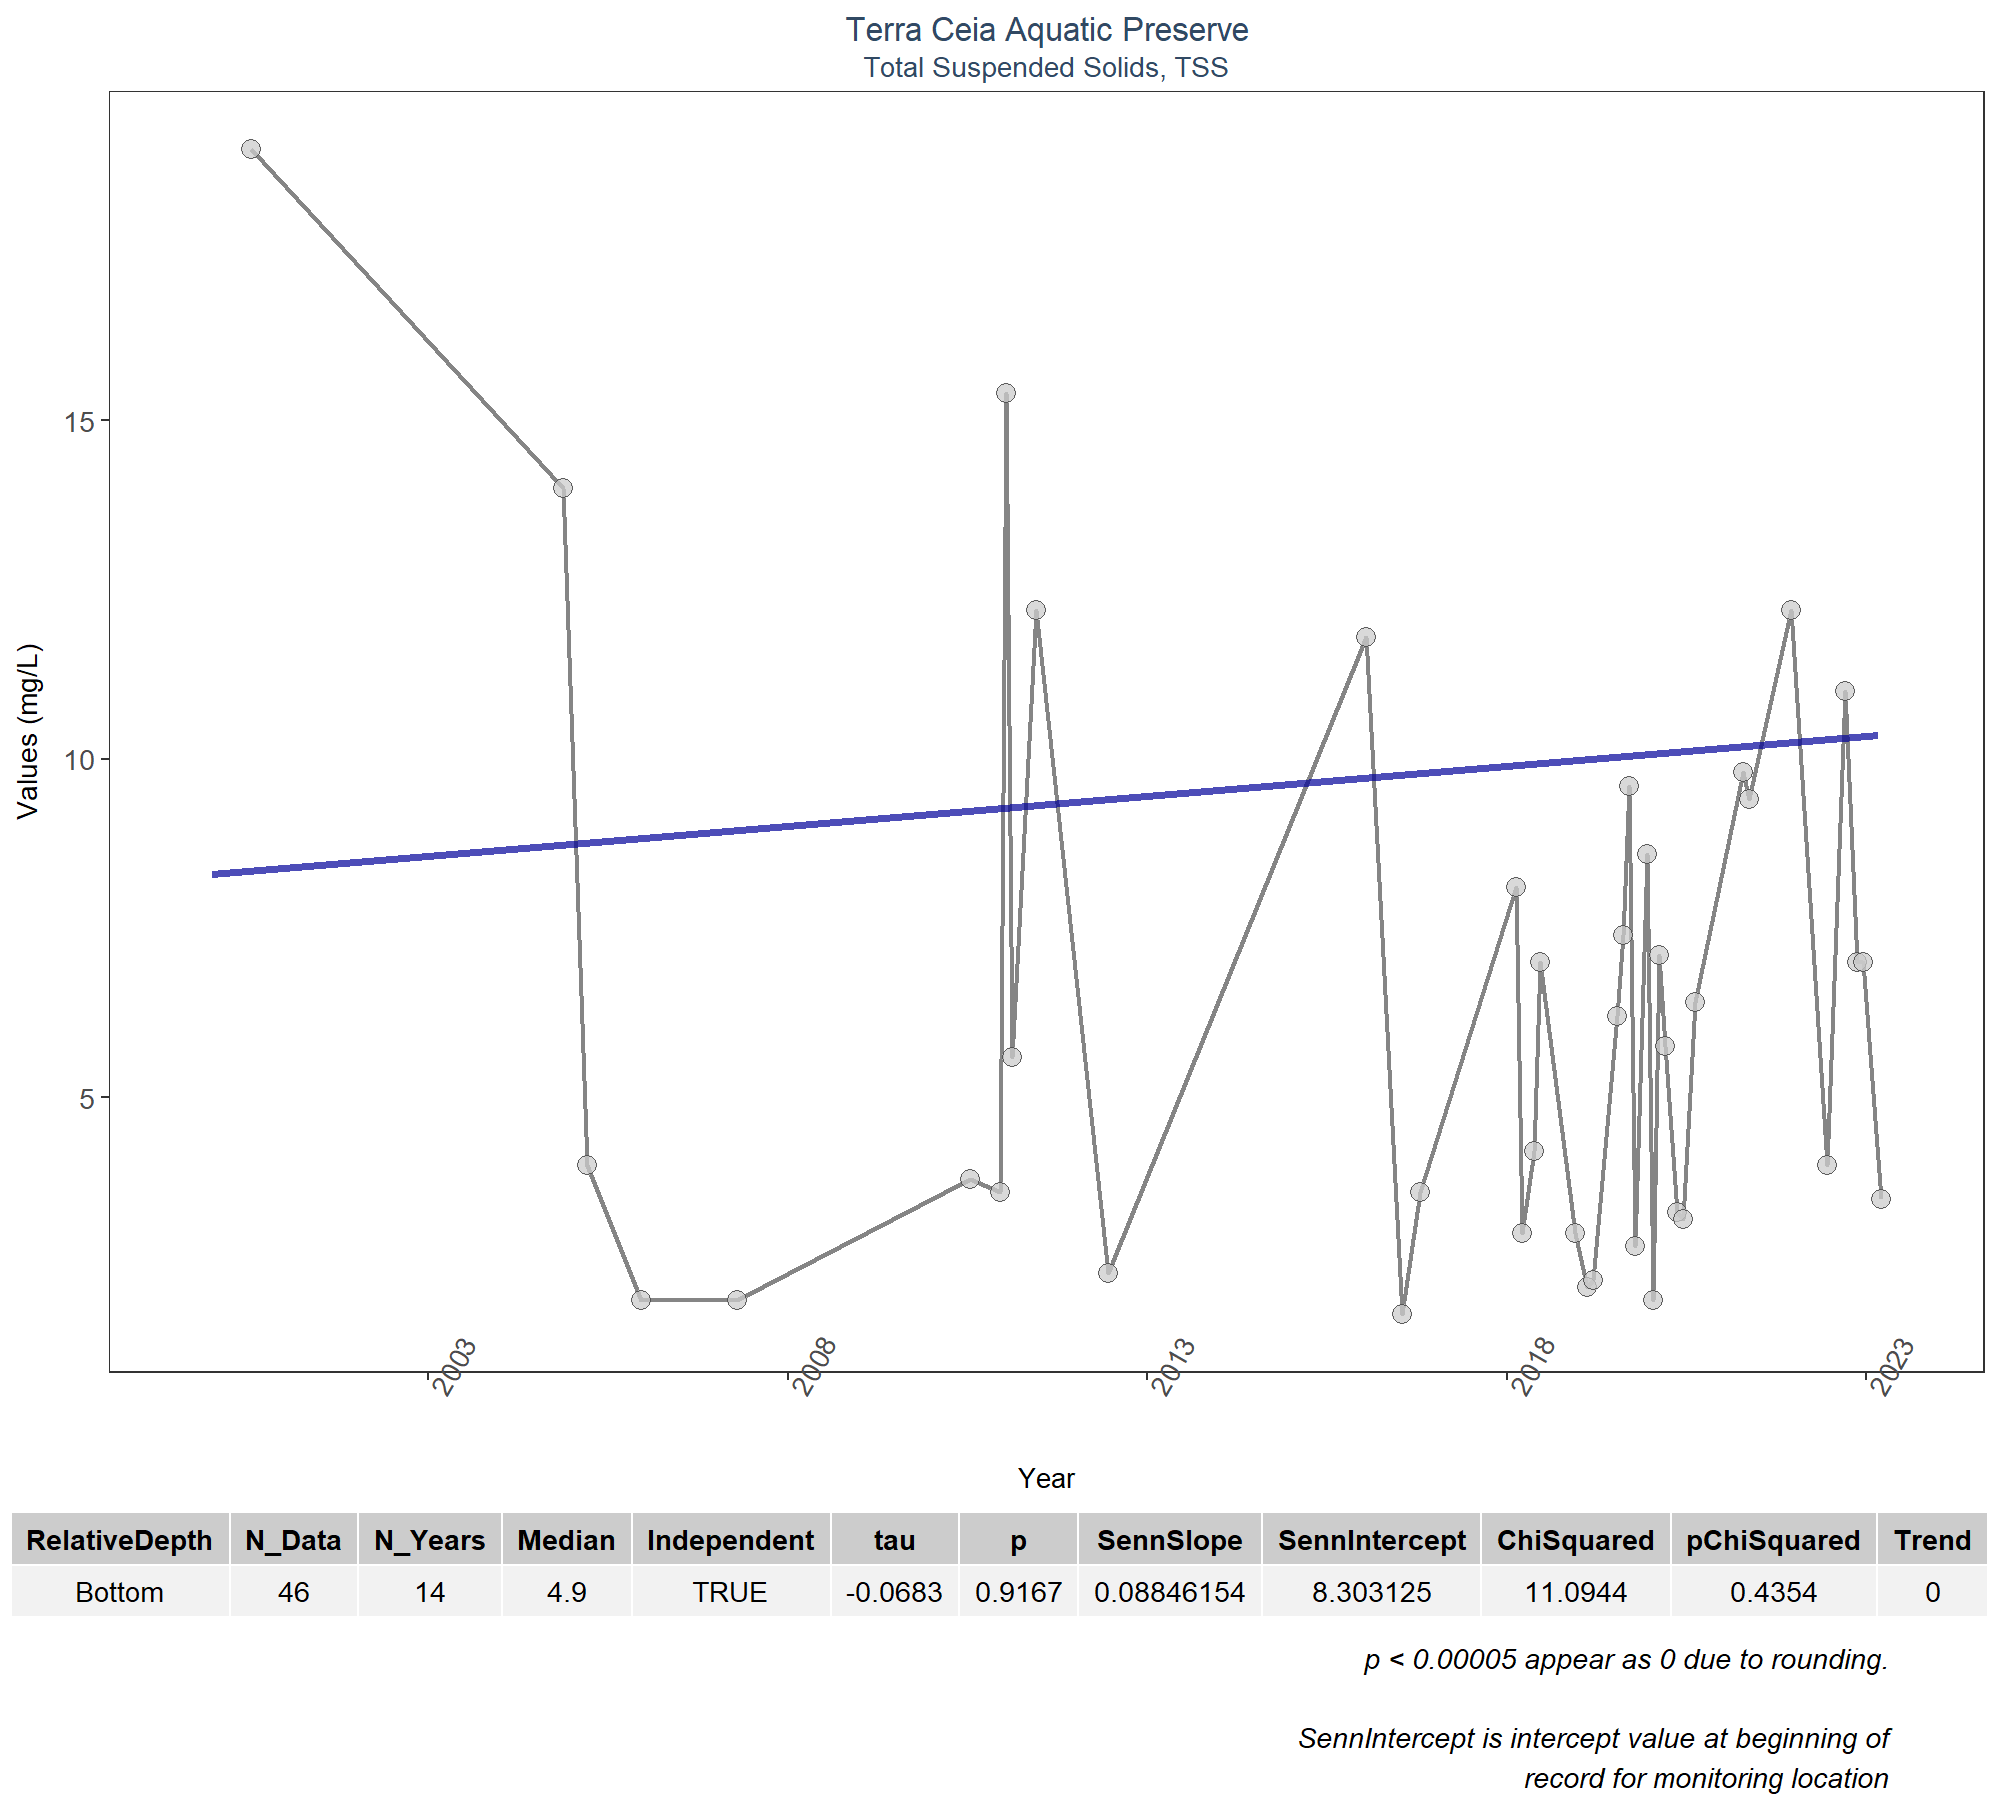 Terra Ceia Aquatic Preserve
Total Suspended Solids, TSS
Values (mg/L)
15
10
5
2003 2008 2013 2018 2023
Year
RelativeDepth N_Data N_Years Median Independent tau p SennSlope SennIntercept ChiSquared pChiSquared Trend
Bottom 46 14 4.9 TRUE -0.0683 0.9167 0.08846154 8.303125 11.0944 0.4354 0
p < 0.00005 appear as 0 due to rounding.
SennIntercept is intercept value at beginning of
record for monitoring location